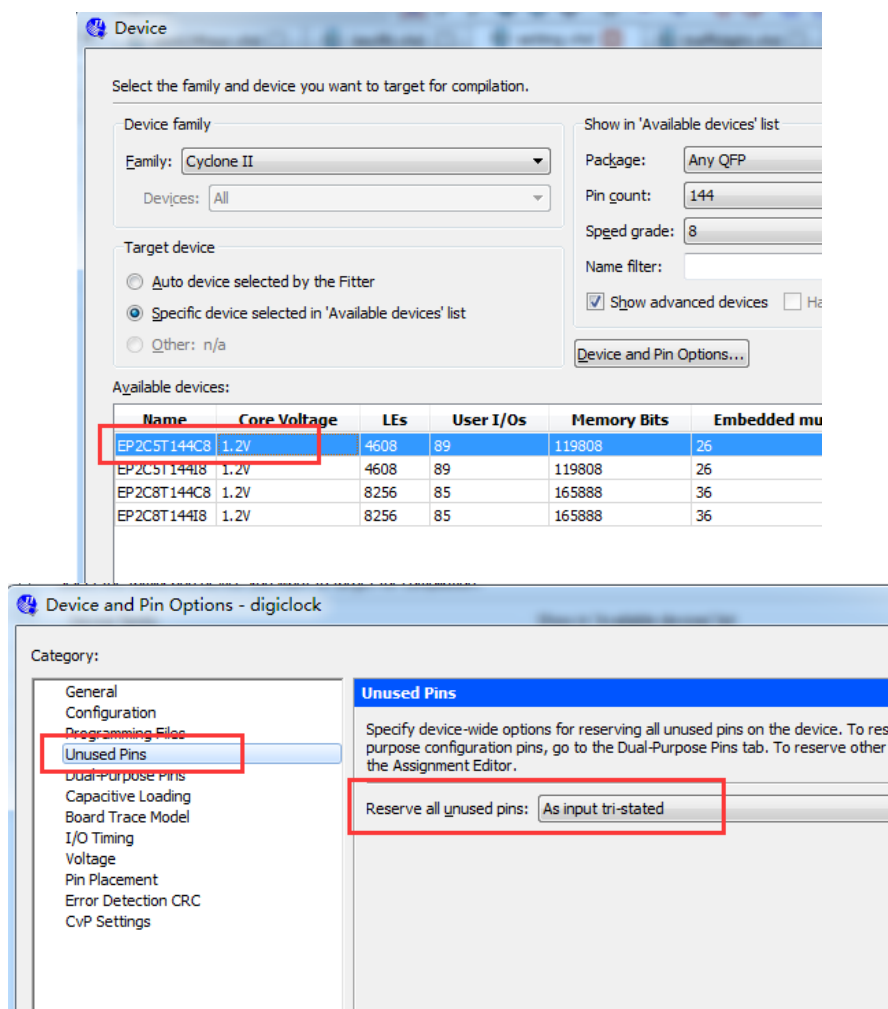 Device
Select the family and device you want to target for compilation.
Device family
Family: Cyclone II
Devices: All
Show in 'Available devices' list
Package: Any QFP
Pin count: 144
Speed grade: 8
Name filter:
Show advanced devices
Target device
Auto device selected by the Fitter
Specific device selected in 'Available devices' list
Other: n/a
Device and Pin Options...
Available devices:
Name Core Voltage LEs User I/Os Memory Bits Embedded mu
EP2C5T144C8 1.2V 4608 89 119808 26
EP2C5T144I8 1.2V 4608 89 119808 26
EP2C8T144C8 1.2V 8256 85 165888 36
EP2C8T144I8 1.2V 8256 85 165888 36
Device and Pin Options - digiclock
Category:
General
Configuration
Programming Files
Unused Pins
Dual-Purpose Pins
Capacitive Loading
Board Trace Model
I/O Timing
Voltage
Pin Placement
Error Detection CRC
CvP Settings
Unused Pins
Specify device-wide options for reserving all unused pins on the device. To res
purpose configuration pins, go to the Dual-Purpose Pins tab. To reserve other
the Assignment Editor.
Reserve all unused pins: As input tri-stated